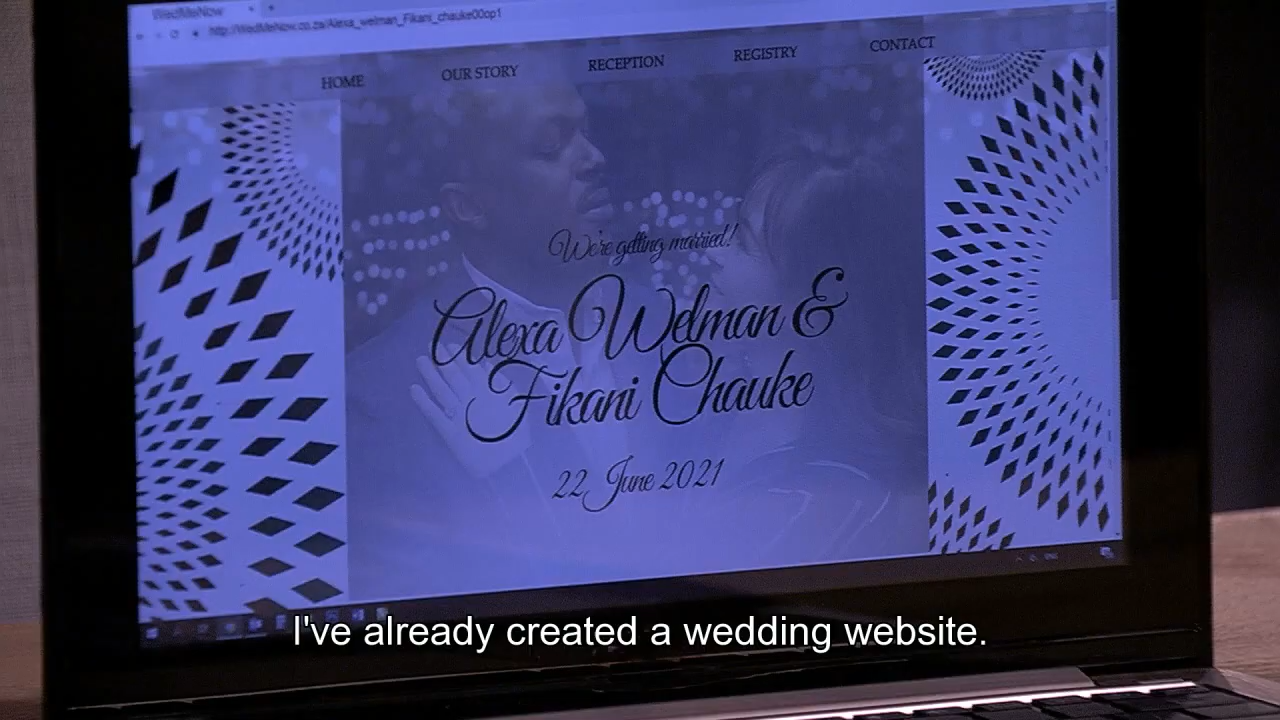 WedMeNow
http://WedMeNow.co.za/Alexa_welman_Fikani_chauke00op1
HOME OUR STORY RECEPTION REGISTRY CONTACT
We're getting married!
Alexa Welman &
Fikani Chauke
22 June 2021
I've already created a wedding website.